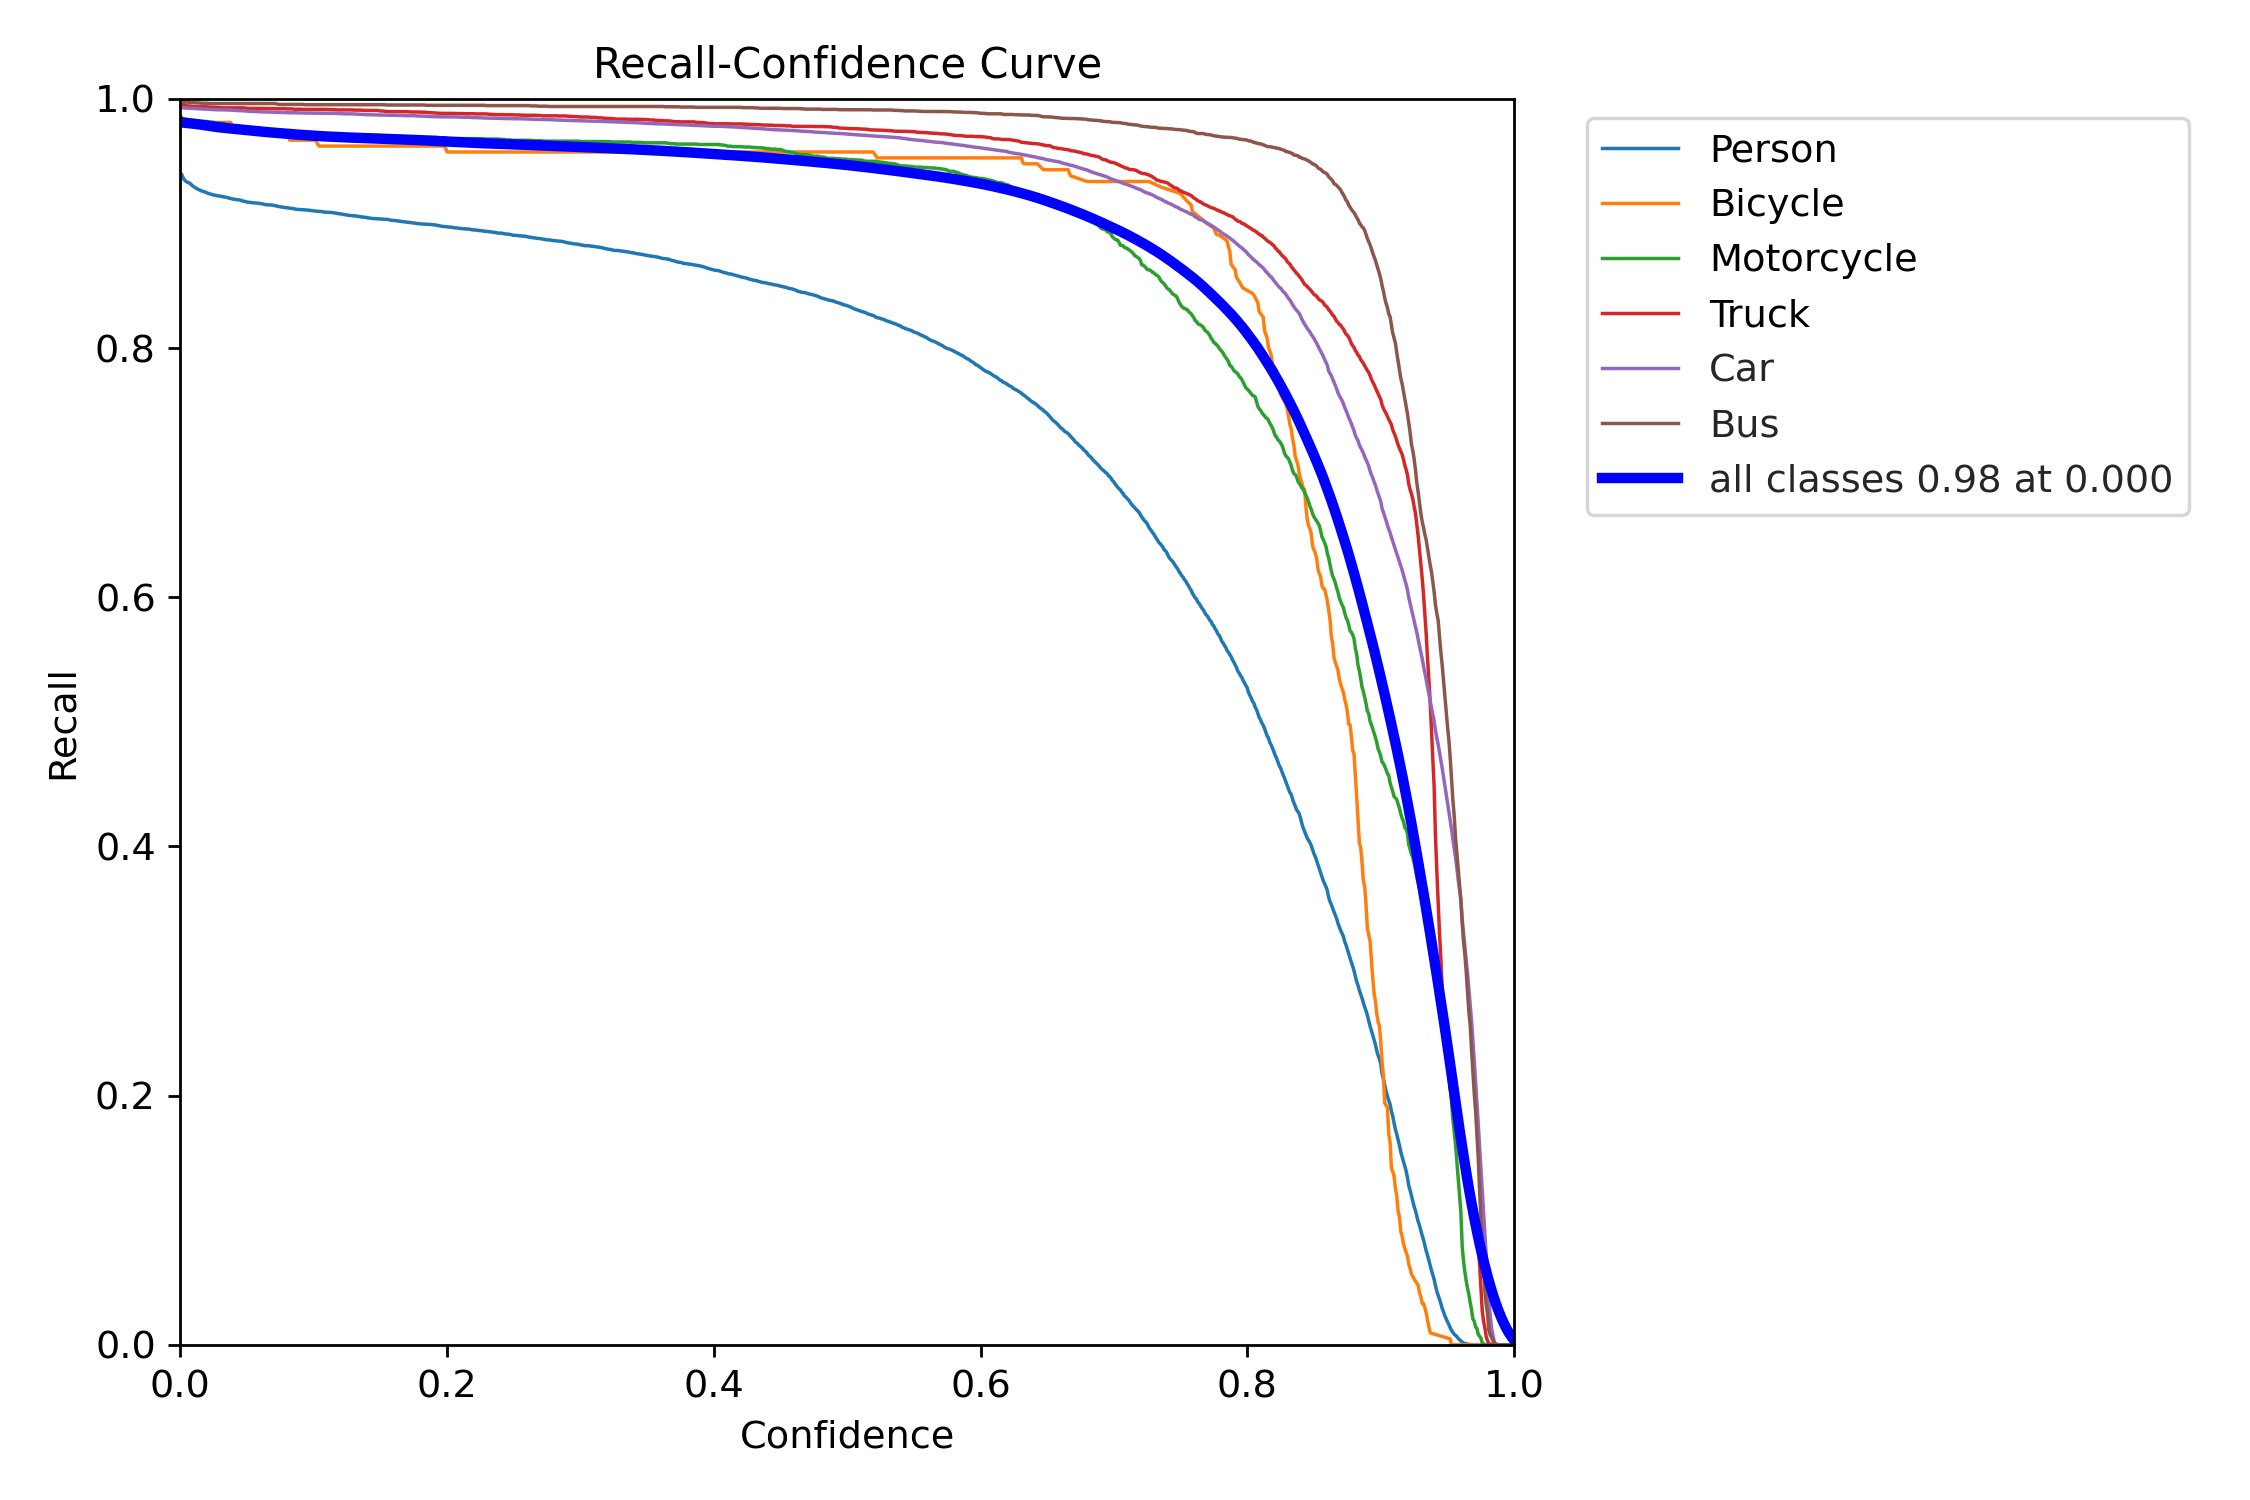 Recall-Confidence Curve
1.0
0.8
0.6
0.4
0.2
0.0
Recall
0.0 0.2 0.4 0.6 0.8 1.0
Confidence
Person
Bicycle
Motorcycle
Truck
Car
Bus
all classes 0.98 at 0.000